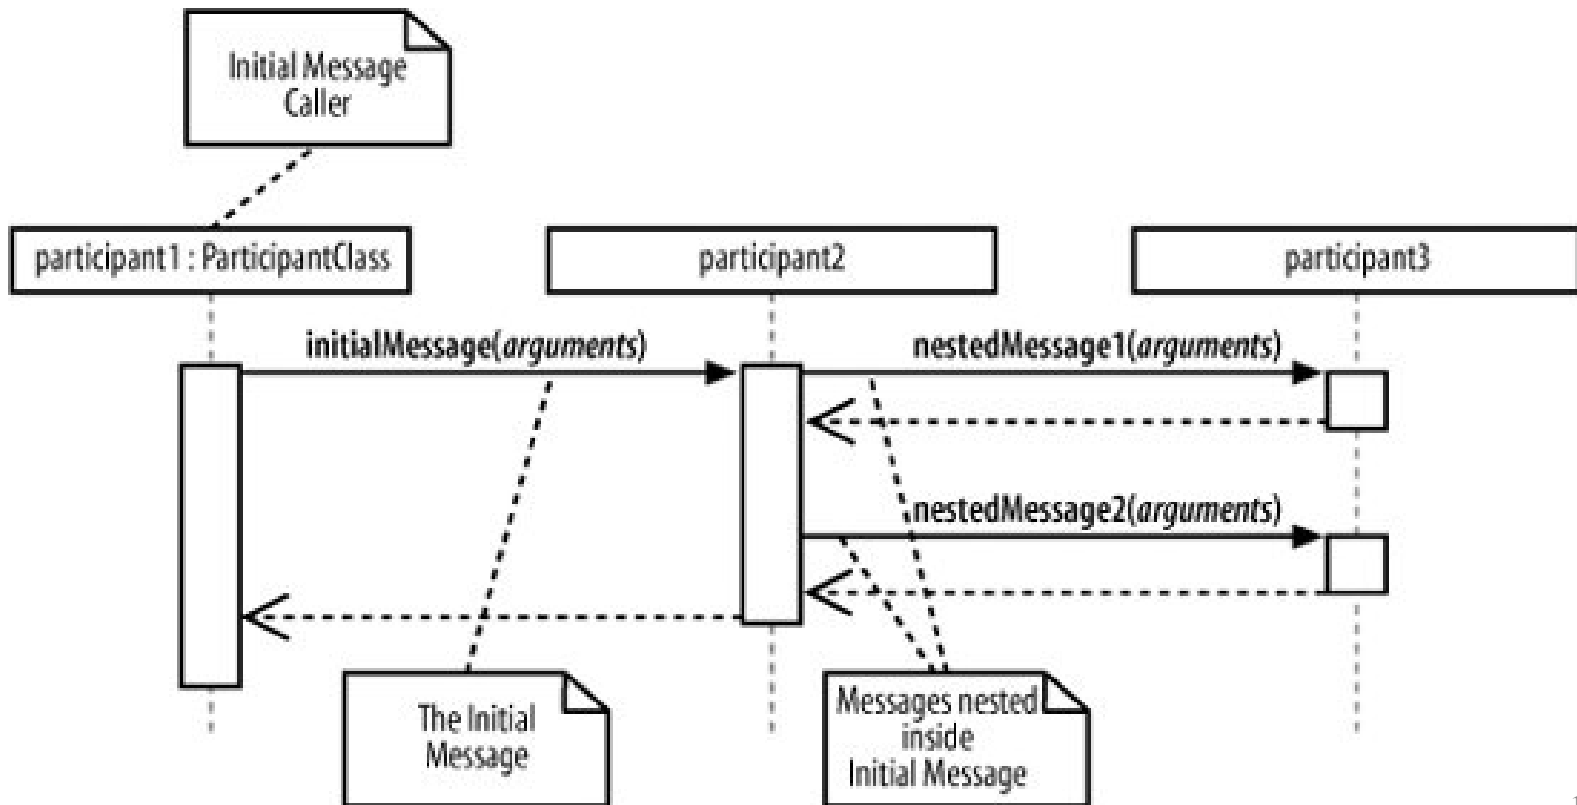 Initial Message
Caller
participant1 : ParticipantClass
participant2
participant3
initialMessage(arguments)
nestedMessage1(arguments)
nestedMessage2(arguments)
The Initial
Message
Messages nested
inside
Initial Message
1